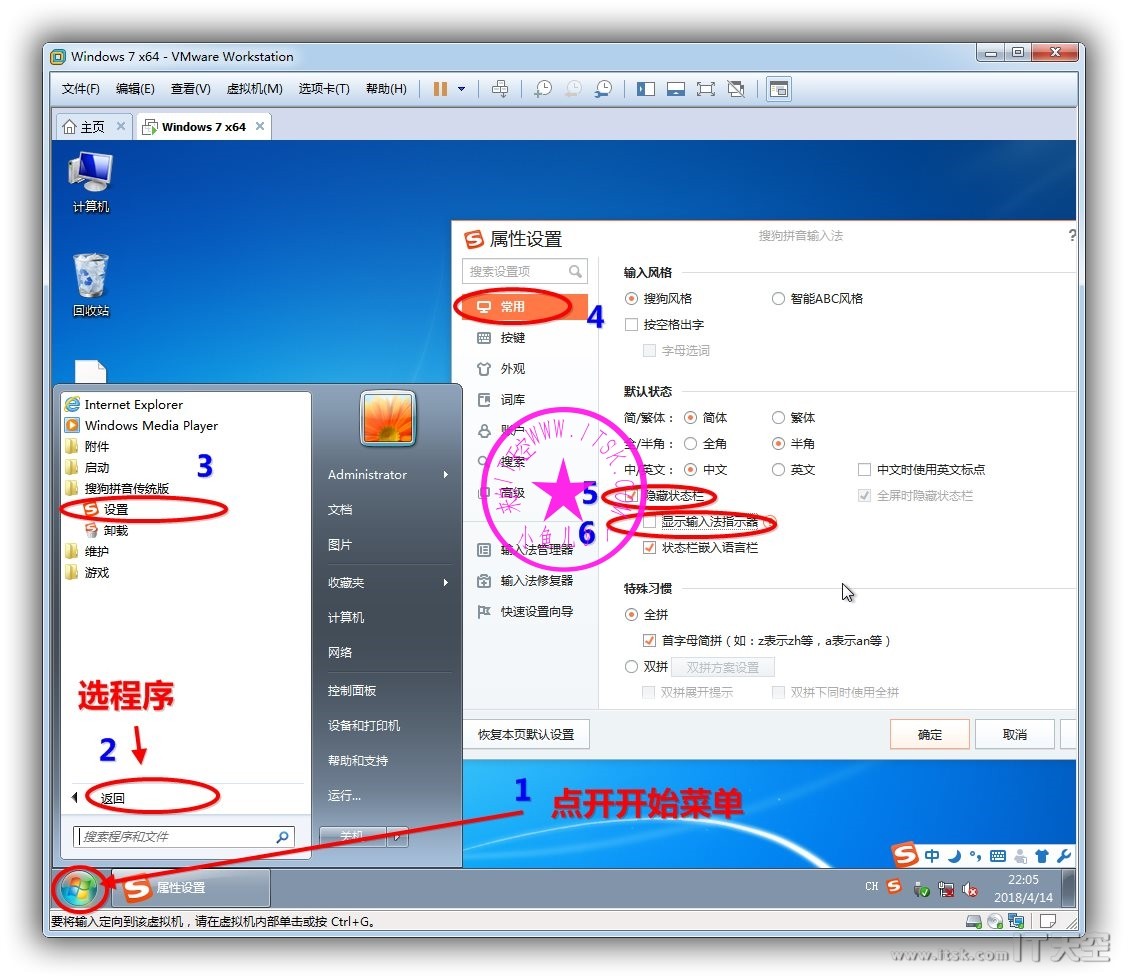 Windows 7 x64 - VMware Workstation
文件(F) 编辑(E) 查看(V) 虚拟机(M) 选项卡(T) 帮助(H)
主页 Windows 7 x64
计算机
回收站
属性设置 搜狗拼音输入法 ?
搜索设置项
常用
4
按键
外观
词库
账户
搜索
高级
输入法管理器
输入法修复器
快速设置向导
输入风格
搜狗风格 智能ABC风格
按空格出字
字母选词
默认状态
简/繁体： 简体 繁体
全/半角： 全角 半角
中/英文： 中文 英文 中文时使用英文标点
5 隐藏状态栏 全屏时隐藏状态栏
6 显示输入法指示器
状态栏嵌入语言栏
特殊习惯
全拼
首字母简拼（如：z表示zh等，a表示an等）
双拼 双拼方案设置
双拼展开提示 双拼下同时使用全拼
恢复本页默认设置 确定 取消
WWW.ITSK.COM
小鱼儿
Internet Explorer
Windows Media Player
附件
启动
3
搜狗拼音传统版
设置
卸载
维护
游戏
选程序
2
返回
搜索程序和文件
Administrator
文档
图片
收藏夹
计算机
网络
控制面板
设备和打印机
帮助和支持
运行...
关机
1 点开开始菜单
中
属性设置
CH
22:05
2018/4/14
要将输入定向到该虚拟机，请在虚拟机内部单击或按 Ctrl+G。
www.itsk.com IT天空